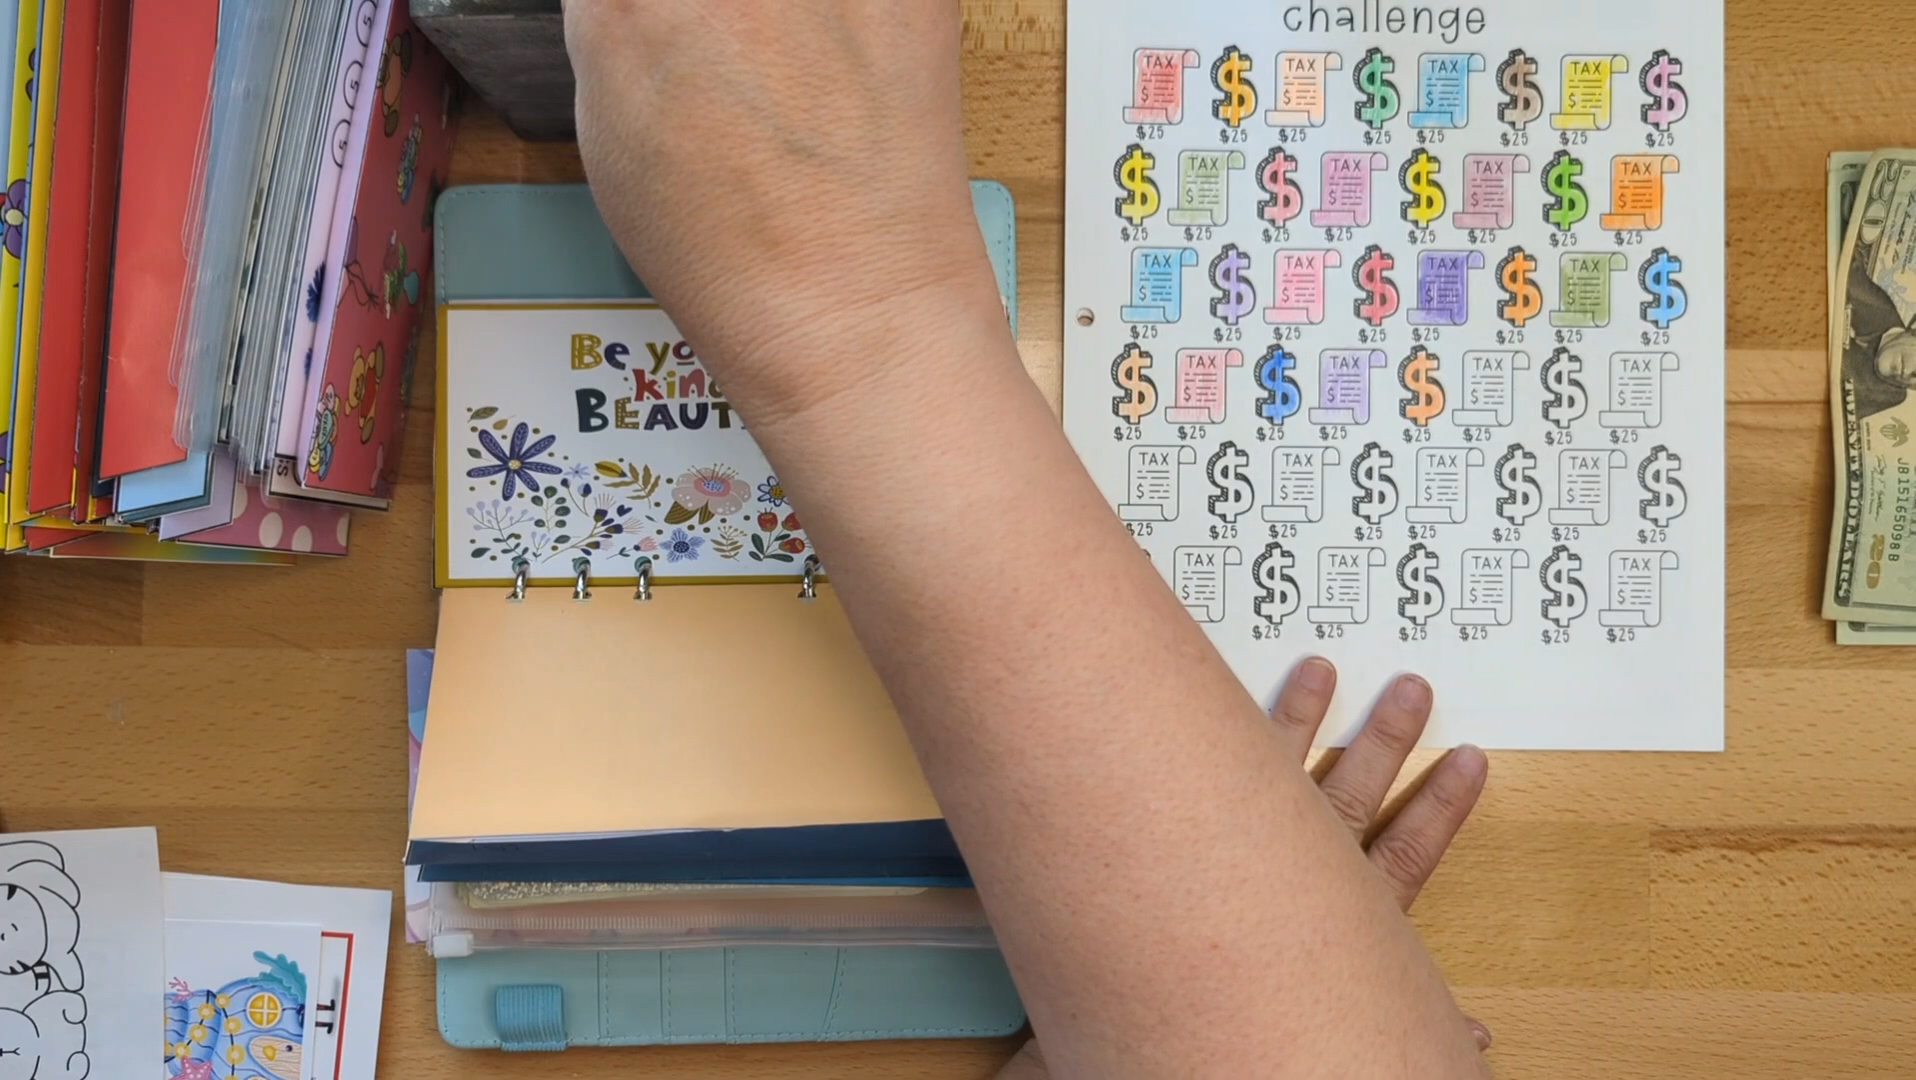 challenge
TAX $ TAX $ TAX $ TAX $
$25 $25 $25 $25 $25 $25 $25 $25
$ TAX $ TAX $ TAX $ TAX
$25 $25 $25 $25 $25 $25 $25 $25
TAX $ TAX $ TAX $ TAX $
$25 $25 $25 $25 $25 $25 $25 $25
$ TAX $ TAX $ TAX $ TAX
$25 $25 $25 $25 $25 $25 $25 $25
TAX $ TAX $ TAX $ TAX $
$25 $25 $25 $25 $25 $25 $25 $25
TAX $ TAX $ TAX $ TAX
$25 $25 $25 $25 $25 $25
Be
kind
20
JB15165098B